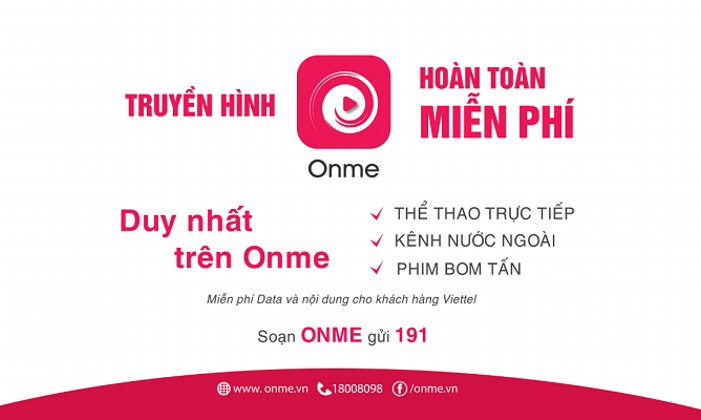 TRUYỀN HÌNH
HOÀN TOÀN
MIỄN PHÍ
Onme
Duy nhất
trên Onme
THỂ THAO TRỰC TIẾP
KÊNH NƯỚC NGOÀI
PHIM BOM TẤN
Miễn phí Data và nội dung cho khách hàng Viettel
Soạn ONME gửi 191
www. onme.vn 18008098 /onme.vn